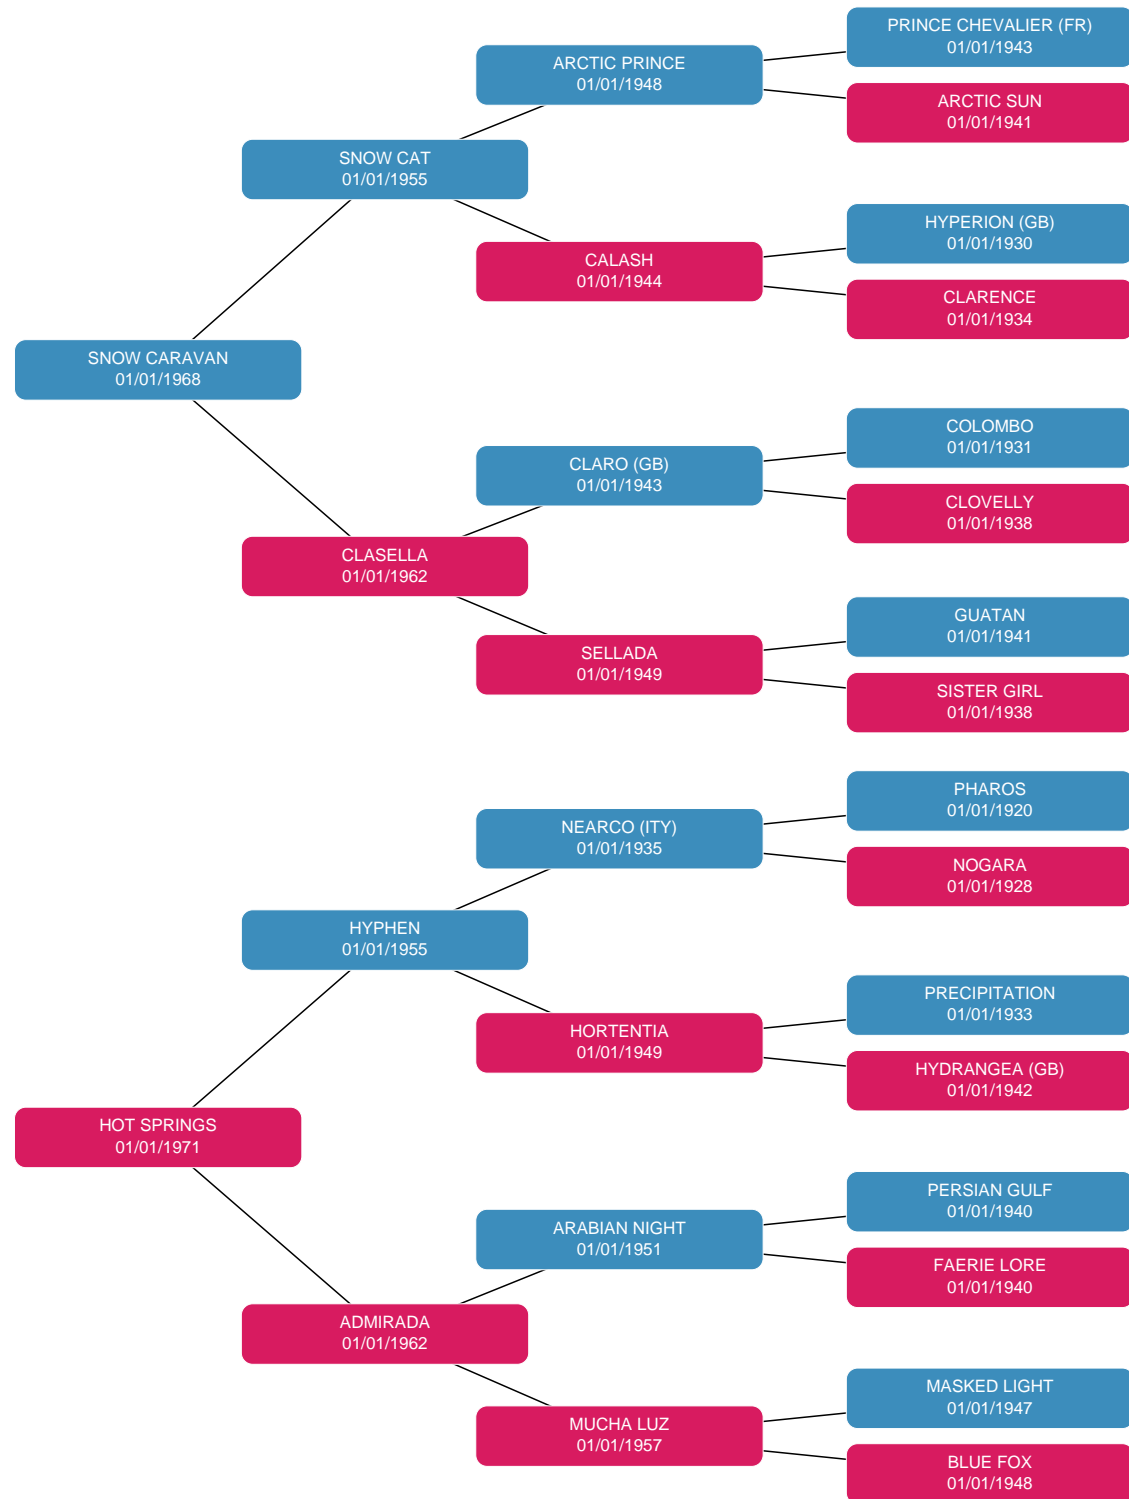 PRINCE CHEVALIER (FR)
01/01/1943
ARCTIC PRINCE
01/01/1948
ARCTIC SUN
01/01/1941
SNOW CAT
01/01/1955
HYPERION (GB)
01/01/1930
CALASH
01/01/1944
CLARENCE
01/01/1934
SNOW CARAVAN
01/01/1968
COLOMBO
01/01/1931
CLARO (GB)
01/01/1943
CLOVELLY
01/01/1938
CLASELLA
01/01/1962
GUATAN
01/01/1941
SELLADA
01/01/1949
SISTER GIRL
01/01/1938
PHAROS
01/01/1920
NEARCO (ITY)
01/01/1935
NOGARA
01/01/1928
HYPHEN
01/01/1955
PRECIPITATION
01/01/1933
HORTENTIA
01/01/1949
HYDRANGEA (GB)
01/01/1942
HOT SPRINGS
01/01/1971
PERSIAN GULF
01/01/1940
ARABIAN NIGHT
01/01/1951
FAERIE LORE
01/01/1940
ADMIRADA
01/01/1962
MASKED LIGHT
01/01/1947
MUCHA LUZ
01/01/1957
BLUE FOX
01/01/1948